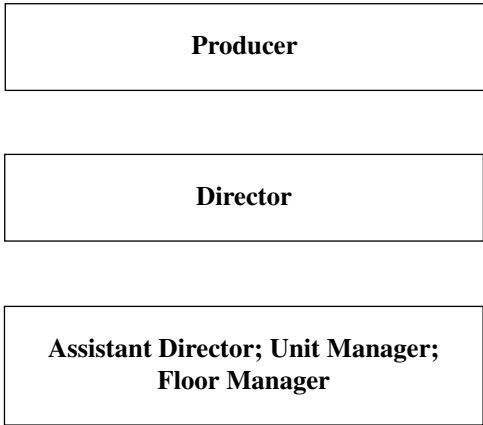 Producer
Director
Assistant Director; Unit Manager;
Floor Manager